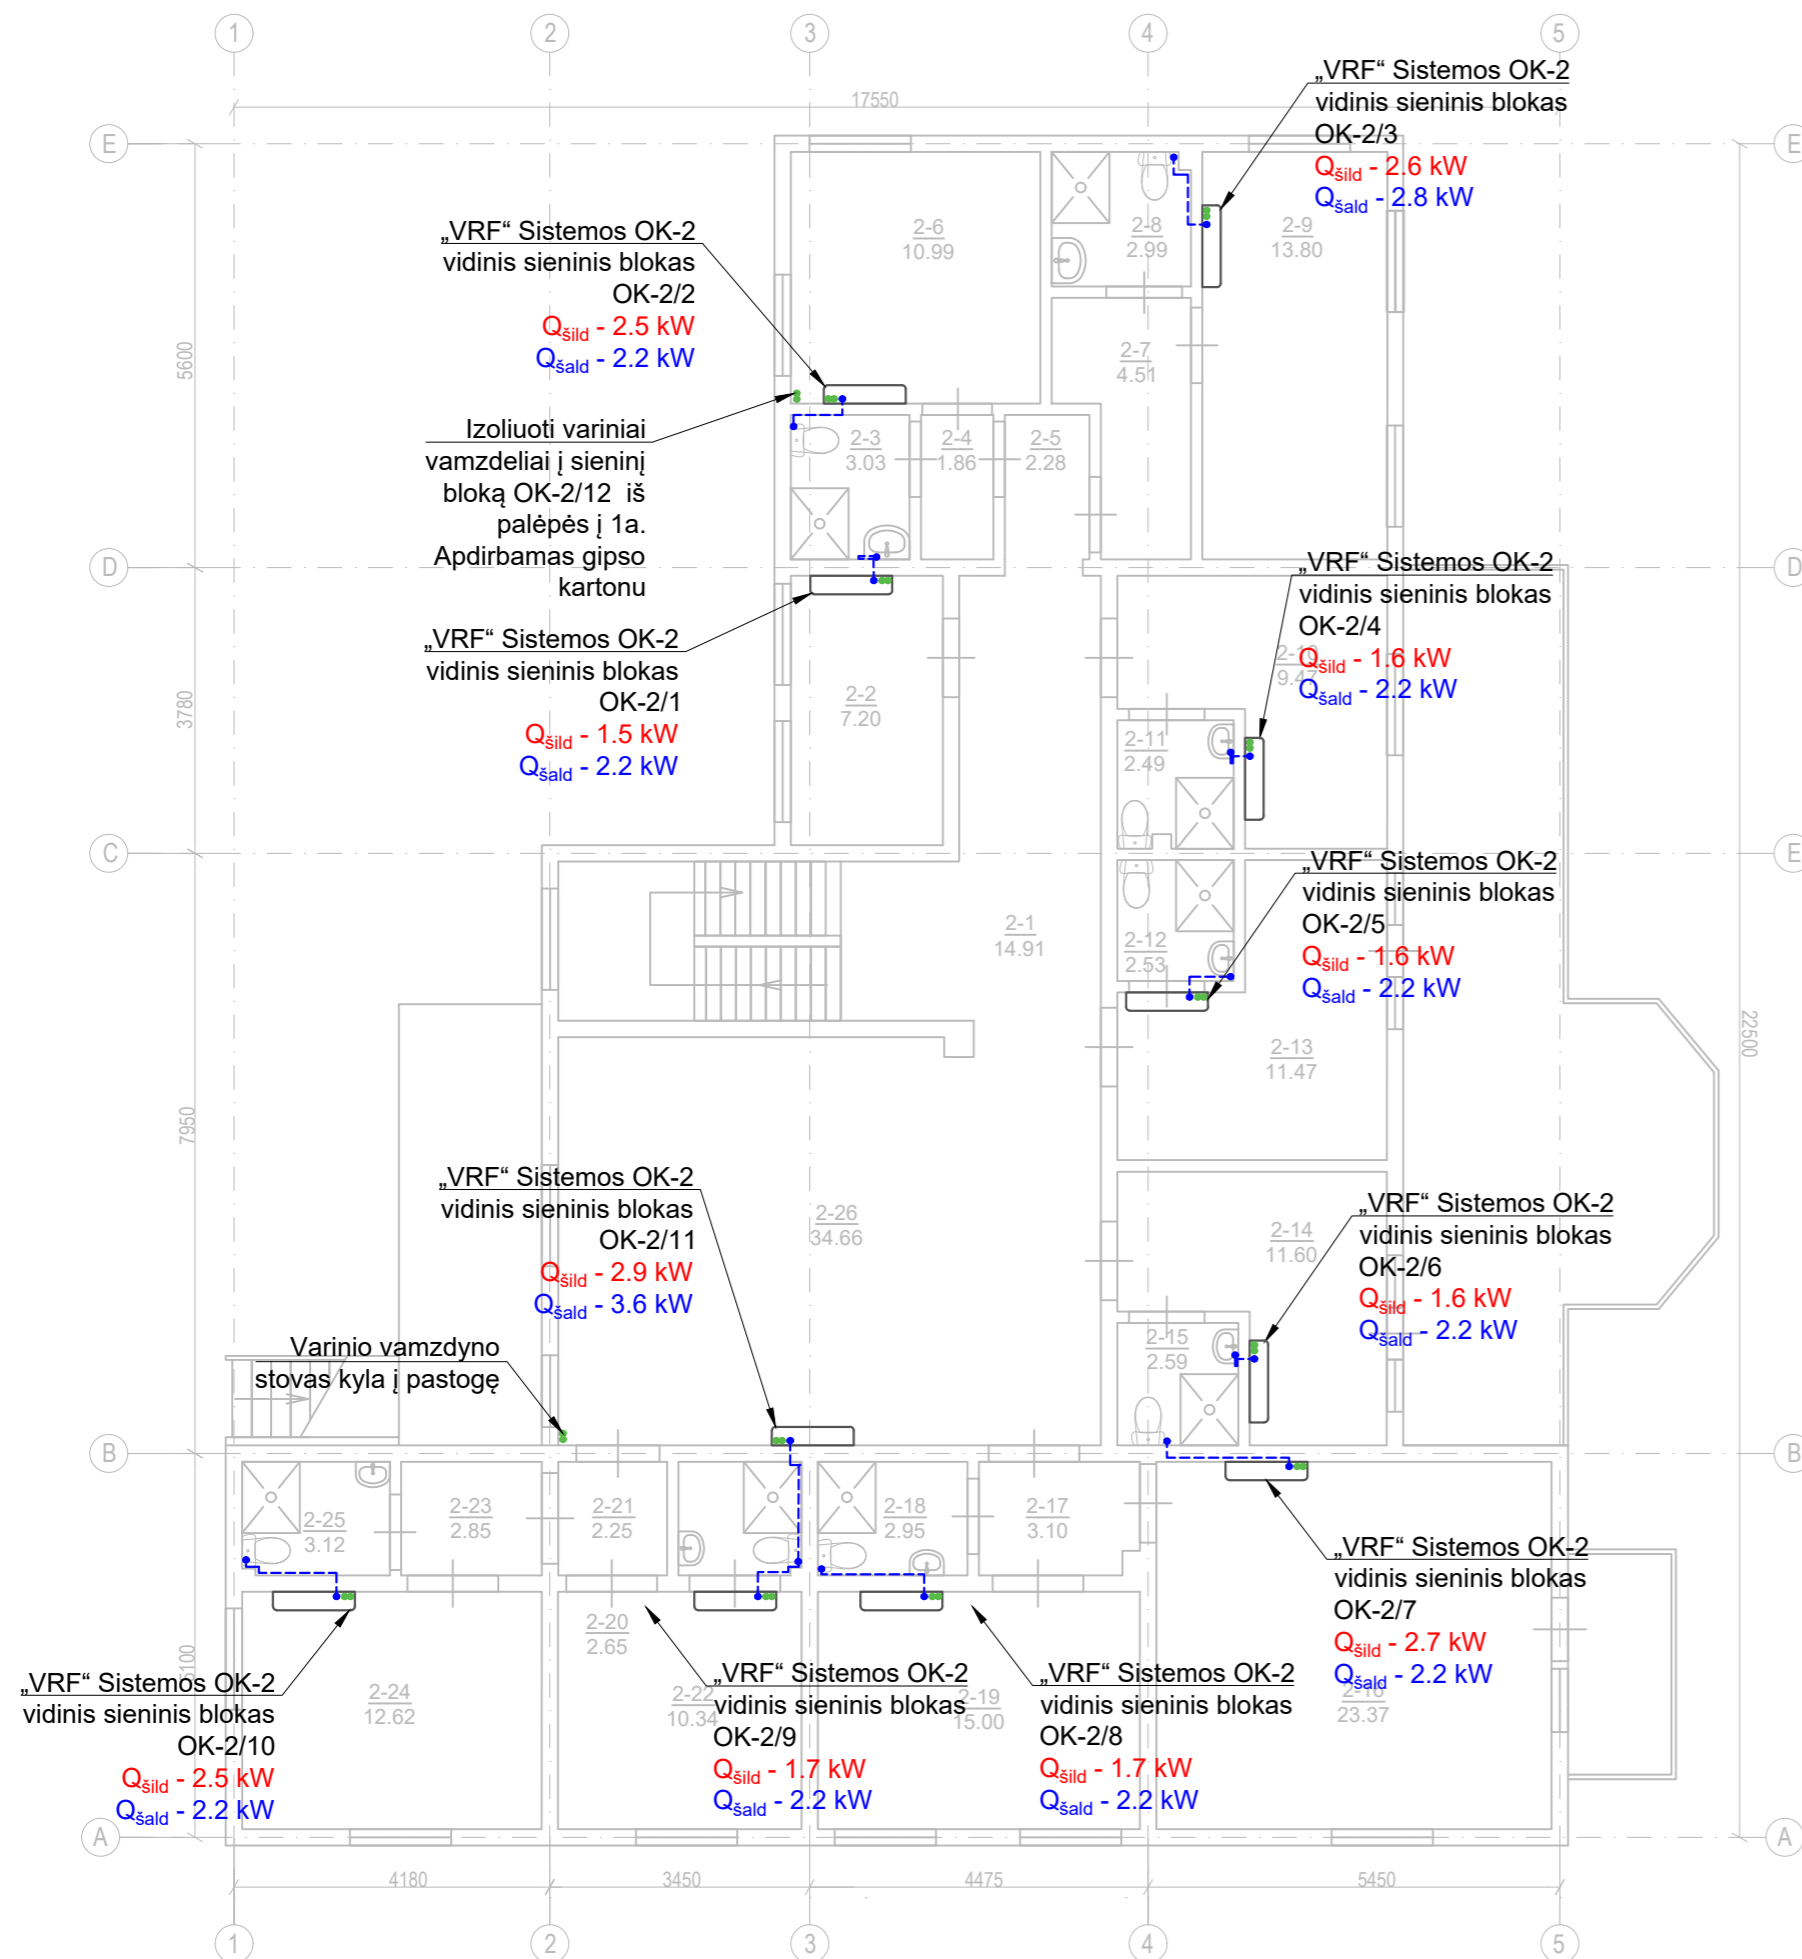 1
2
3
4
5
17550
E
E
„VRF“ Sistemos OK-2
vidinis sieninis blokas
OK-2/3
Qšild - 2.6 kW
Qšald - 2.8 kW
„VRF“ Sistemos OK-2
vidinis sieninis blokas
OK-2/2
Qšild - 2.5 kW
Qšald - 2.2 kW
2-6
10.99
2-8
2.99
2-9
13.80
2-7
4.51
5600
Izoliuoti variniai
vamzdeliai į sieninį
bloką OK-2/12 iš
palėpės į 1a.
Apdirbamas gipso
kartonu
2-3
3.03
2-4
1.86
2-5
2.28
D
D
„VRF“ Sistemos OK-2
vidinis sieninis blokas
OK-2/4
Qšild - 1.6 kW
Qšald - 2.2 kW
2-10
9.47
„VRF“ Sistemos OK-2
vidinis sieninis blokas
OK-2/1
Qšild - 1.5 kW
Qšald - 2.2 kW
3780
2-2
7.20
2-11
2.49
C
E
„VRF“ Sistemos OK-2
vidinis sieninis blokas
OK-2/5
Qšild - 1.6 kW
Qšald - 2.2 kW
2-1
14.91
2-12
2.53
2-13
11.47
22500
7950
„VRF“ Sistemos OK-2
vidinis sieninis blokas
OK-2/11
Qšild - 2.9 kW
Qšald - 3.6 kW
2-26
34.66
2-14
11.60
„VRF“ Sistemos OK-2
vidinis sieninis blokas
OK-2/6
Qšild - 1.6 kW
Qšald - 2.2 kW
Varinio vamzdyno
stovas kyla į pastogę
2-15
2.59
B
B
2-25
3.12
2-23
2.85
2-21
2.25
2-18
2.95
2-17
3.10
„VRF“ Sistemos OK-2
vidinis sieninis blokas
OK-2/7
Qšild - 2.7 kW
Qšald - 2.2 kW
2-16
23.37
2-20
2.65
5100
„VRF“ Sistemos OK-2
vidinis sieninis blokas
OK-2/10
Qšild - 2.5 kW
Qšald - 2.2 kW
2-24
12.62
2-22
10.34
„VRF“ Sistemos OK-2
vidinis sieninis blokas
OK-2/9
Qšild - 1.7 kW
Qšald - 2.2 kW
2-19
15.00
„VRF“ Sistemos OK-2
vidinis sieninis blokas
OK-2/8
Qšild - 1.7 kW
Qšald - 2.2 kW
A
A
4180
3450
4475
5450
1
2
3
4
5